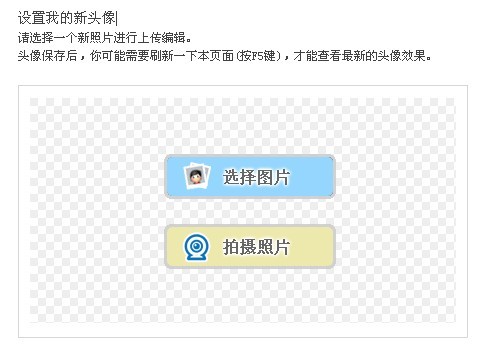 设置我的新头像
请选择一个新照片进行上传编辑。
头像保存后，你可能需要刷新一下本页面(按F5键)，才能查看最新的头像效果。
选择图片
拍摄照片